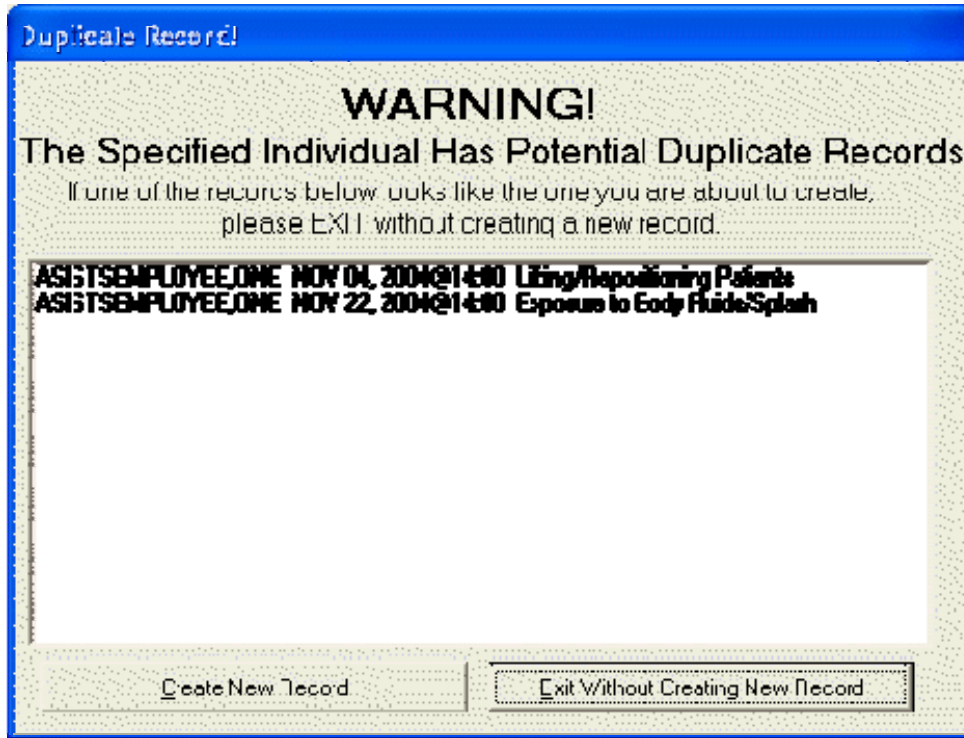 Duplicate Record!
WARNING!
The Specified Individual Has Potential Duplicate Records
If one of the records below looks like the one you are about to create,
please EXIT without creating a new record.
ASISTSEMPLOYEE,ONE NOV 04, 2004@14:00 Lifting/Repositioning Patients
ASISTSEMPLOYEE,ONE NOV 22, 2004@14:00 Exposure to Body Fluids/Splash
Create New Record
Exit Without Creating New Record